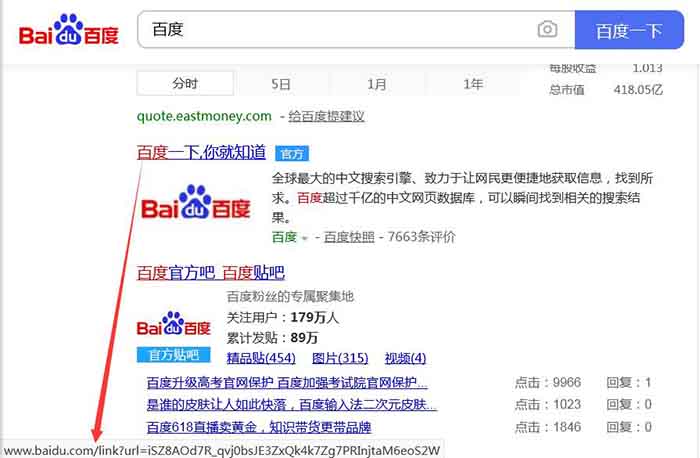 Bai du 百度
百度
百度一下
每股收益 1.013
分时 5日 1月 1年
总市值 418.05亿
quote.eastmoney.com - 给百度提建议
百度一下,你就知道 官方
全球最大的中文搜索引擎、致力于让网民更便捷地获取信息，找到所
求。百度超过千亿的中文网页数据库，可以瞬间找到相关的搜索结
果。
Bai du 百度
百度 - 百度快照 - 7663条评价
百度官方吧_百度贴吧
百度粉丝的专属聚集地
Bai du 百度
关注用户：179万人
累计发贴：89万
官方贴吧
精品贴(454) 图片(315) 视频(4)
百度升级高考官网保护 百度加强考试院官网保护... 点击：9966 回复：1
是谁的皮肤让人如此快落，百度输入法二次元皮肤... 点击：1023 回复：0
百度618直播卖黄金，知识带货更带品牌 点击：1846 回复：0
www.baidu.com/link?url=iSZ8AOd7R_qvj0bsJE3ZxQk4k7Zg7PRInjtaM6eoS2W